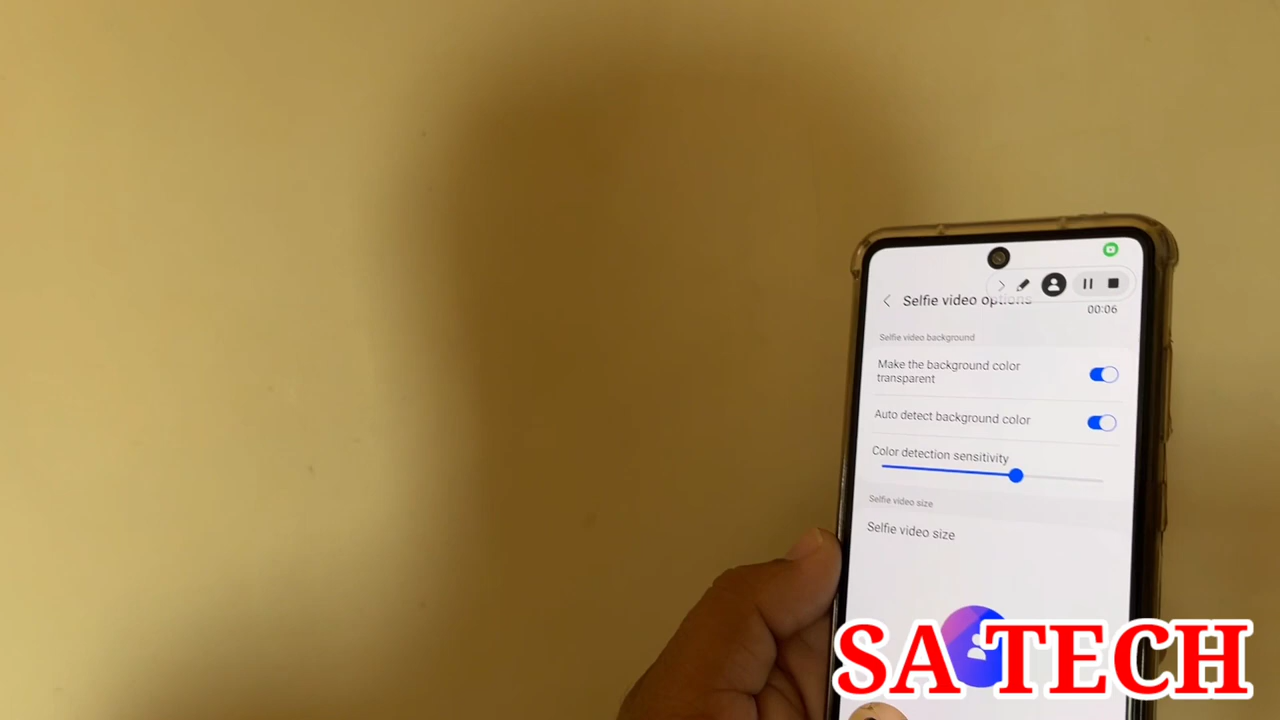 Selfie video options
00:06
Selfie video background
Make the background color
transparent
Auto detect background color
Color detection sensitivity
Selfie video size
Selfie video size
SA TECH